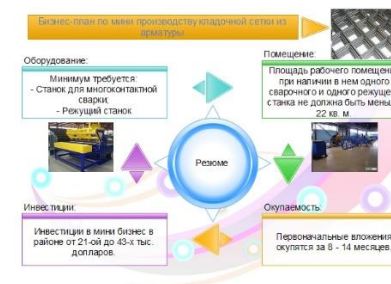 Бизнес-план по мини производству кладочной сетки из
арматуры
Оборудование:
Минимум требуется:
- Станок для многоконтактной
сварки;
- Режущий станок
Помещение:
Площадь рабочего помещен
при наличии в нем одного
сварочного и одного режуще
станка не должна быть мень
22 кв. м.
Резюме
Инвестиции:
Инвестиции в мини бизнес в
районе от 21-ой до 43-х тыс.
долларов.
Окупаемость:
Первоначальные вложения
окупятся за 8 - 14 месяцев.